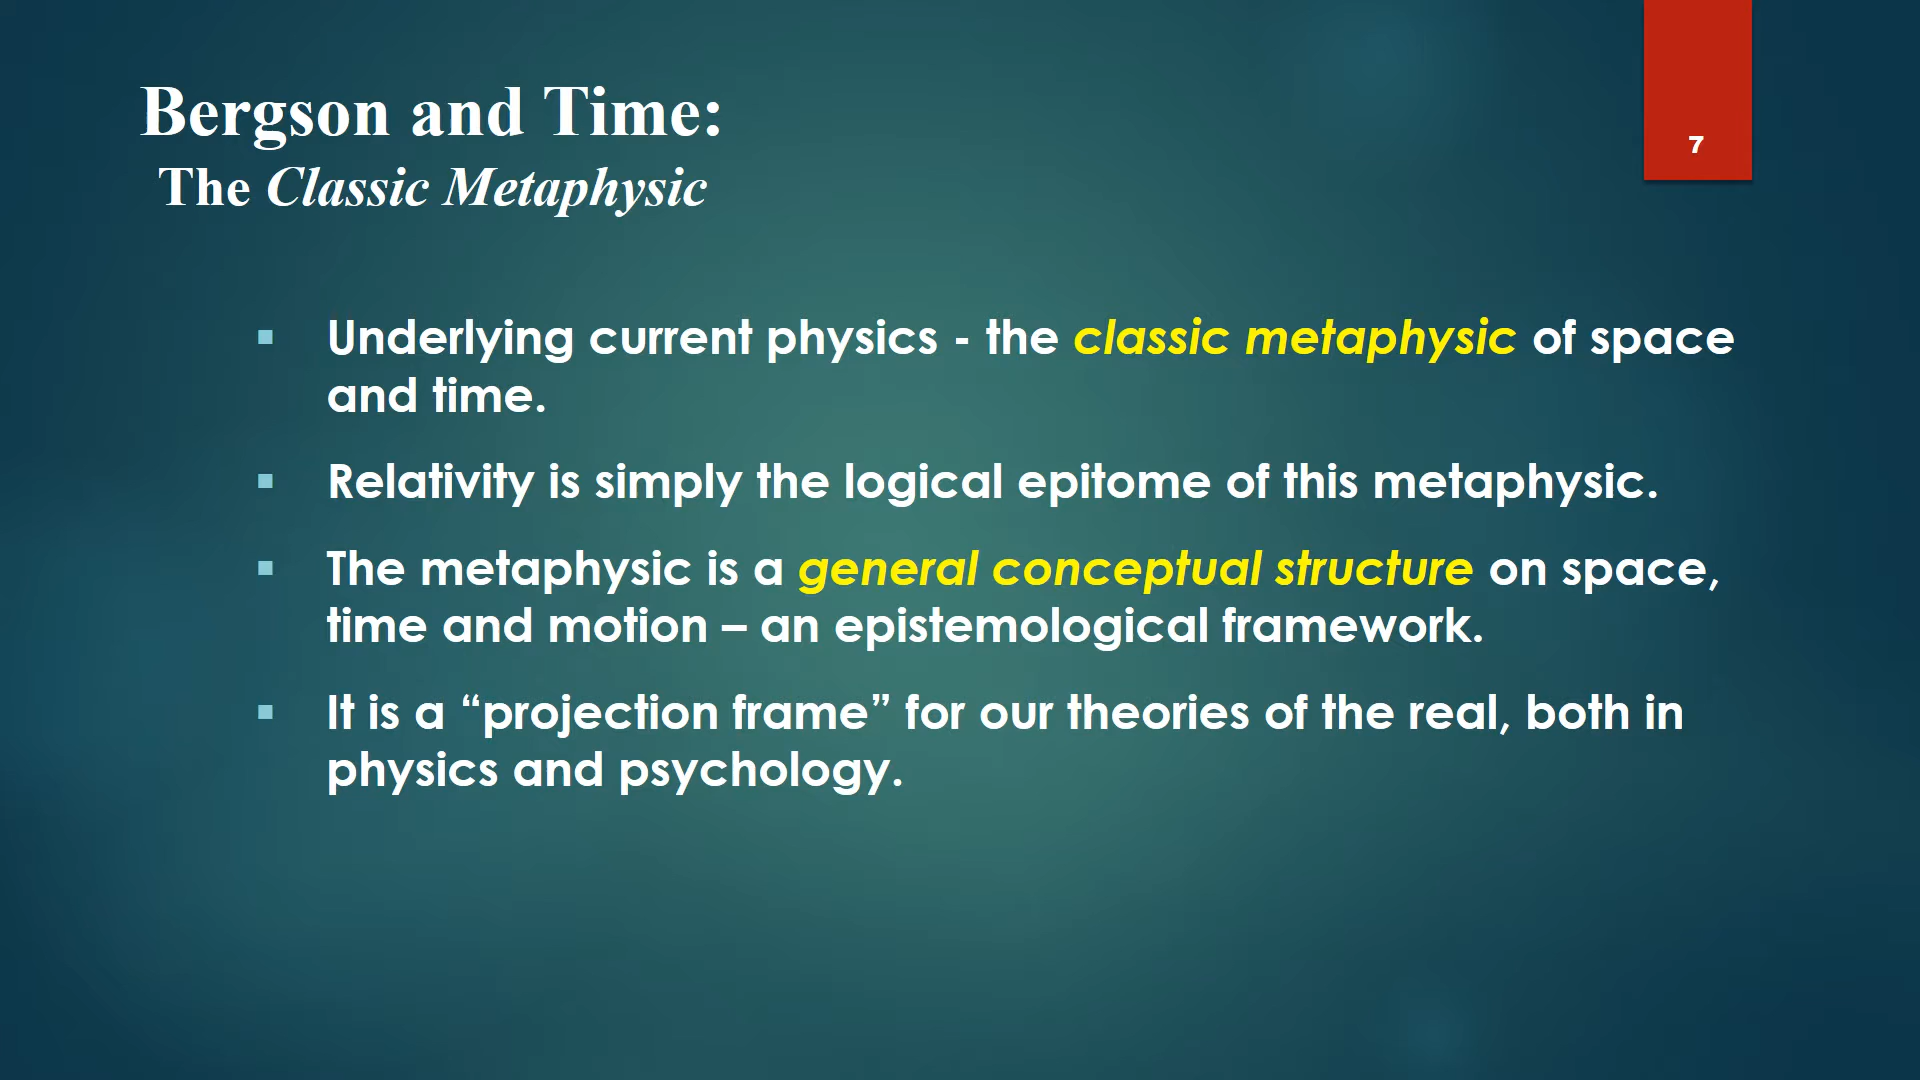 Bergson and Time:
The Classic Metaphysic
7
▪ Underlying current physics - the classic metaphysic of space
and time.
▪ Relativity is simply the logical epitome of this metaphysic.
▪ The metaphysic is a general conceptual structure on space,
time and motion – an epistemological framework.
▪ It is a “projection frame” for our theories of the real, both in
physics and psychology.